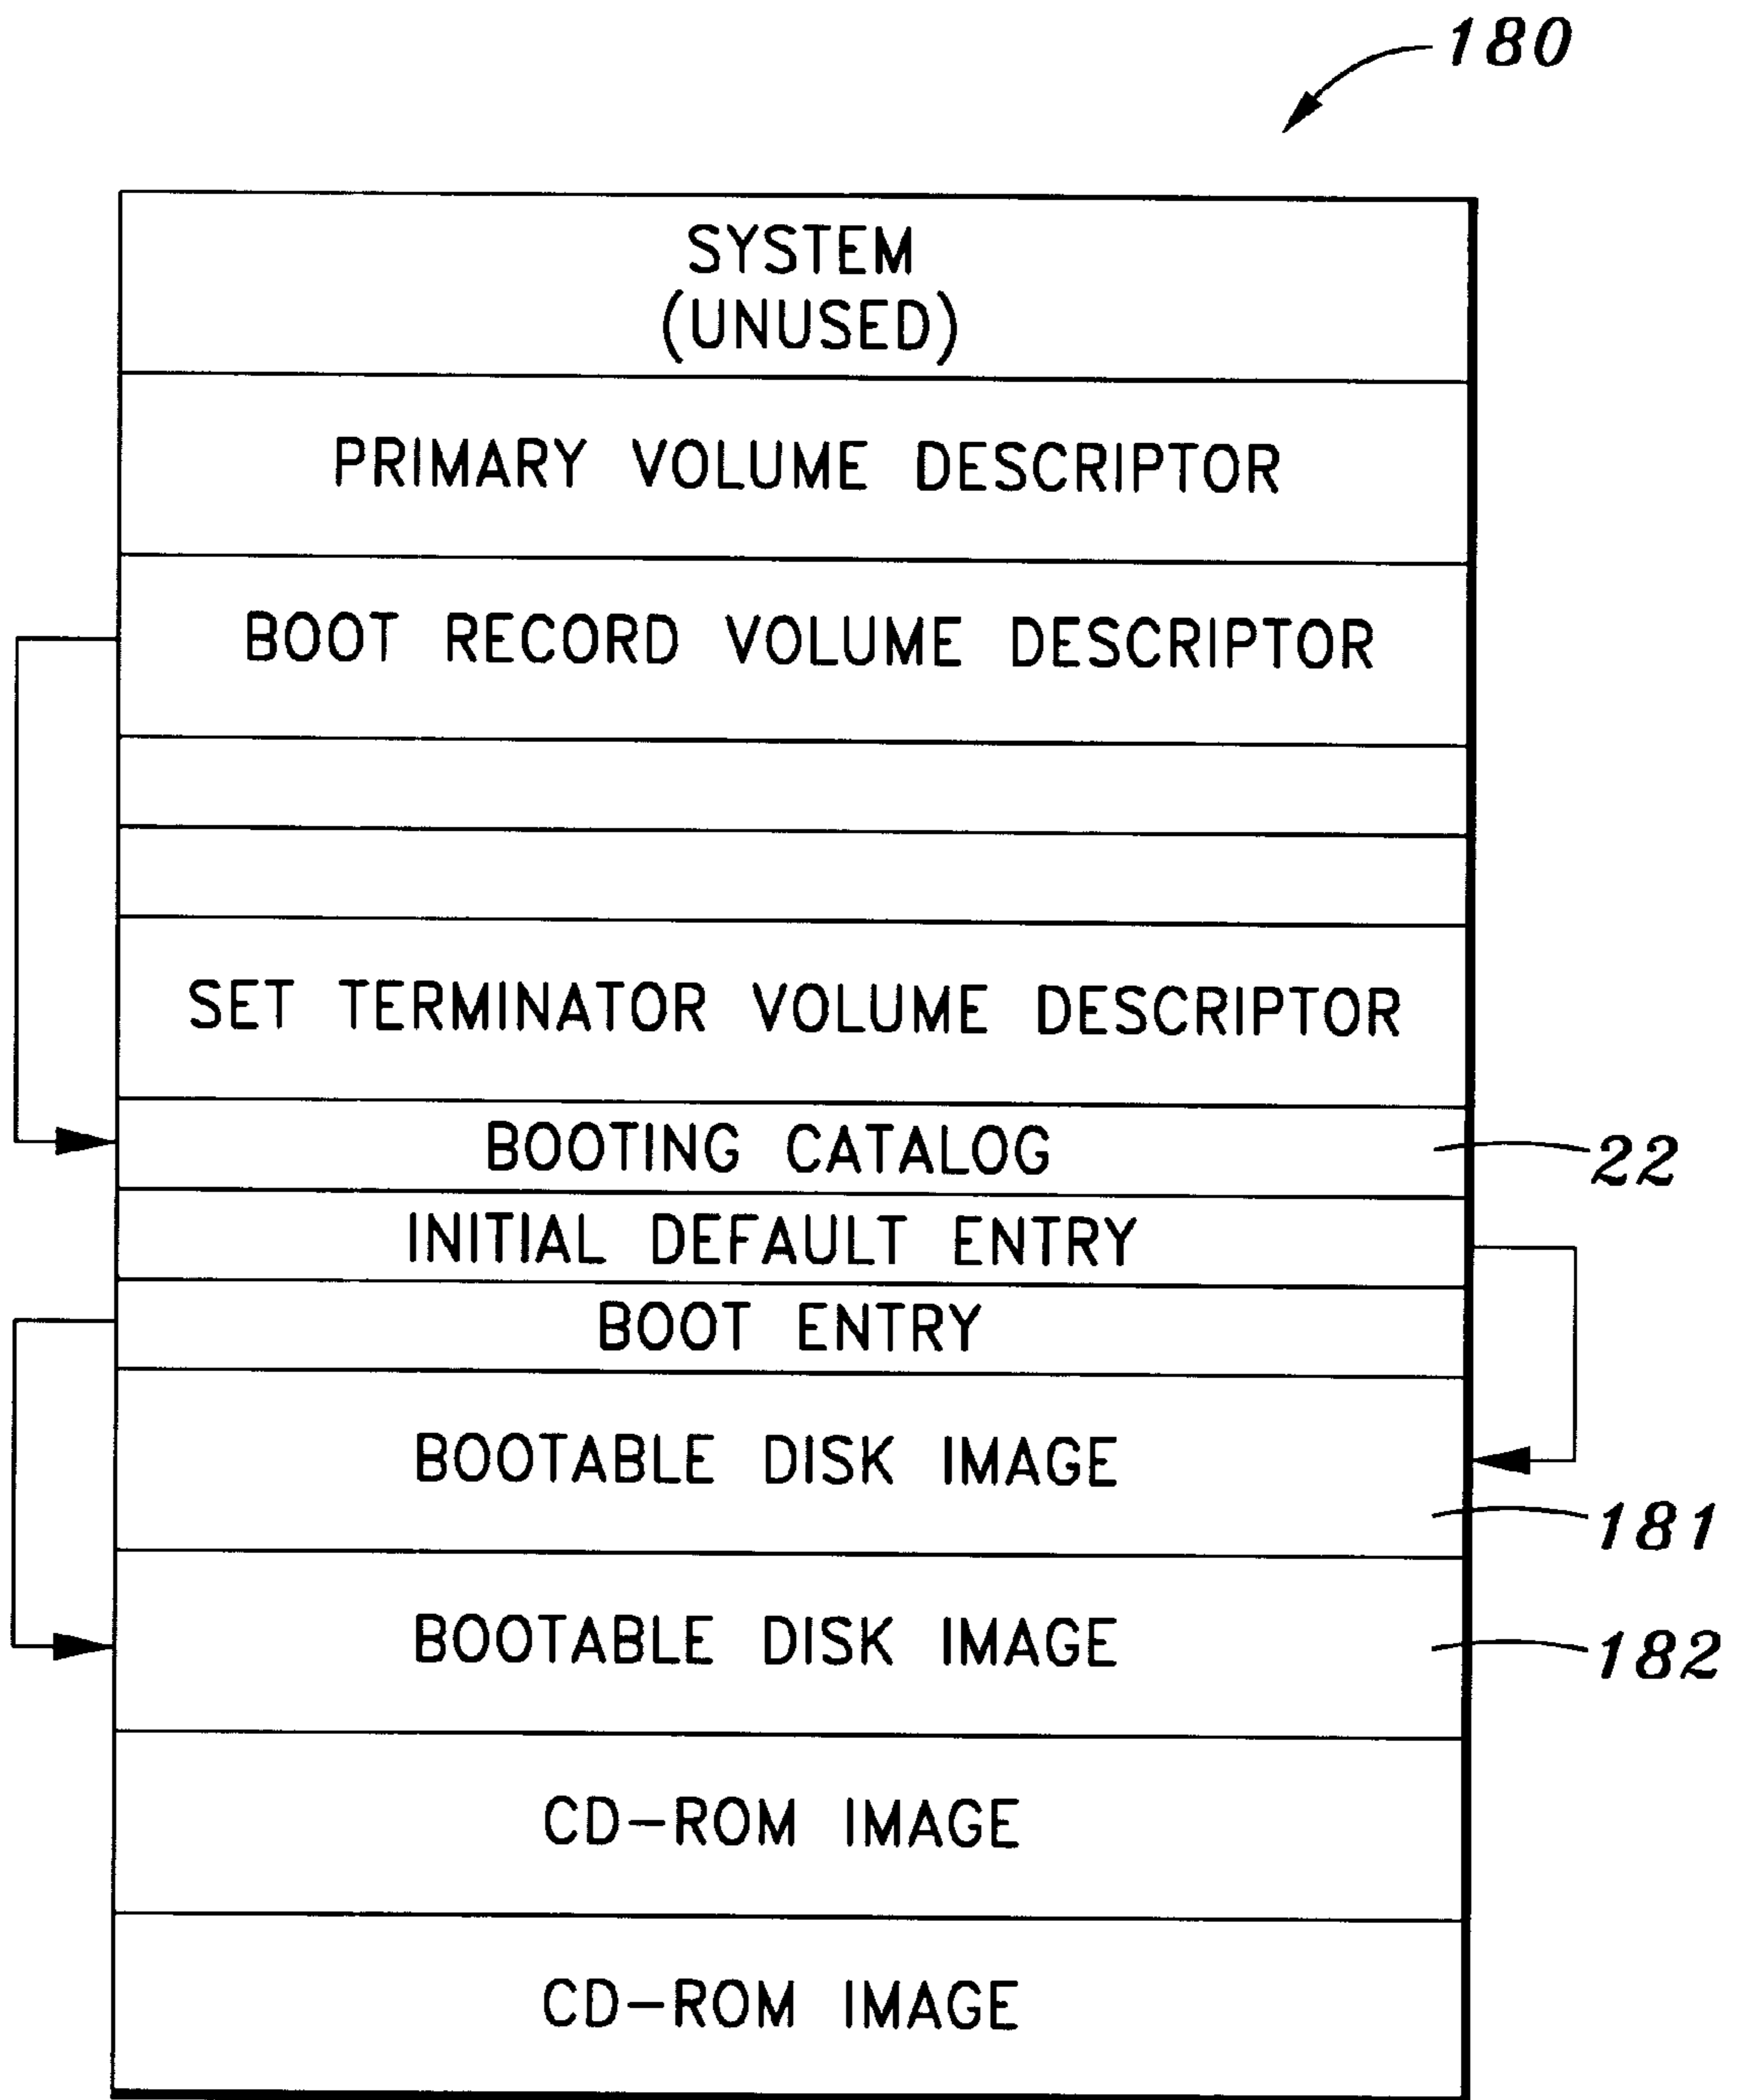 180
SYSTEM
(UNUSED)
PRIMARY VOLUME DESCRIPTOR
BOOT RECORD VOLUME DESCRIPTOR
SET TERMINATOR VOLUME DESCRIPTOR
BOOTING CATALOG
22
INITIAL DEFAULT ENTRY
BOOT ENTRY
BOOTABLE DISK IMAGE
181
BOOTABLE DISK IMAGE
182
CD-ROM IMAGE
CD-ROM IMAGE